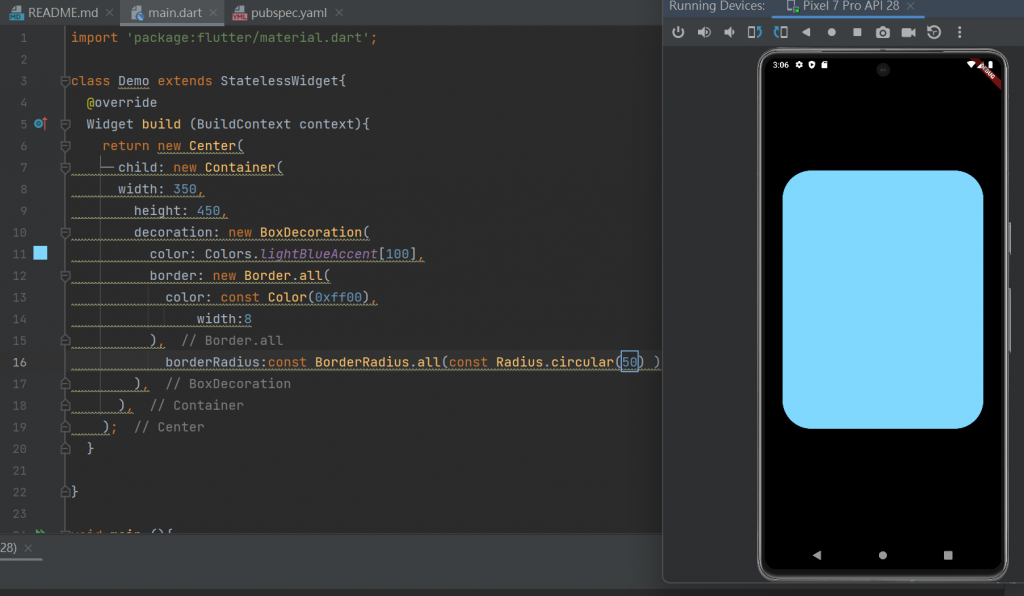 README.md
main.dart
pubspec.yaml
Running Devices:
Pixel 7 Pro API 28
1 import 'package:flutter/material.dart';
2
3 class Demo extends StatelessWidget{
4 @override
5 Widget build (BuildContext context){
6 return new Center(
7 child: new Container(
8 width: 350,
9 height: 450,
10 decoration: new BoxDecoration(
11 color: Colors.lightBlueAccent[100],
12 border: new Border.all(
13 color: const Color(0xff00),
14 width:8
15 ), // Border.all
16 borderRadius:const BorderRadius.all(const Radius.circular(50) )
17 ), // BoxDecoration
18 ), // Container
19 ); // Center
20 }
21
22 }
23
void main (){
28)
3:06
DEBUG